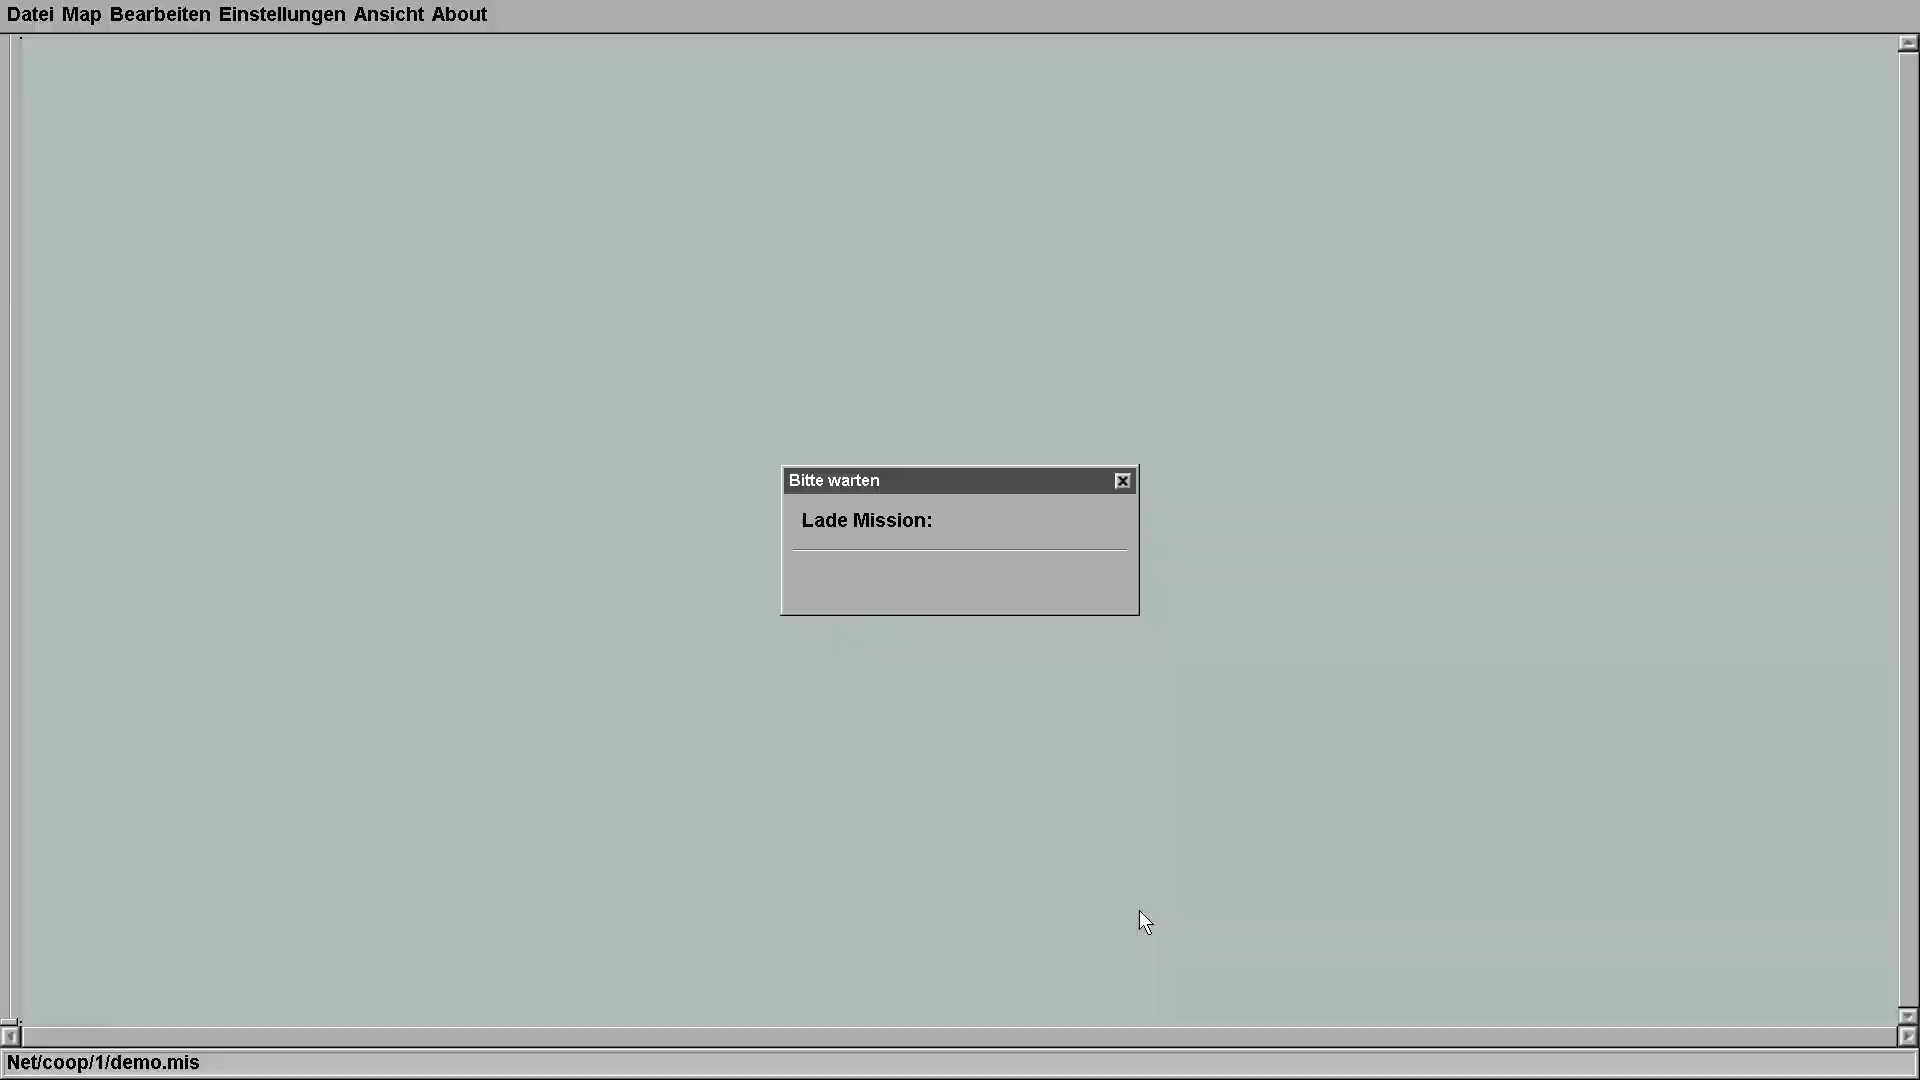 Datei Map Bearbeiten Einstellungen Ansicht About
Bitte warten
Lade Mission:
Net/coop/1/demo.mis